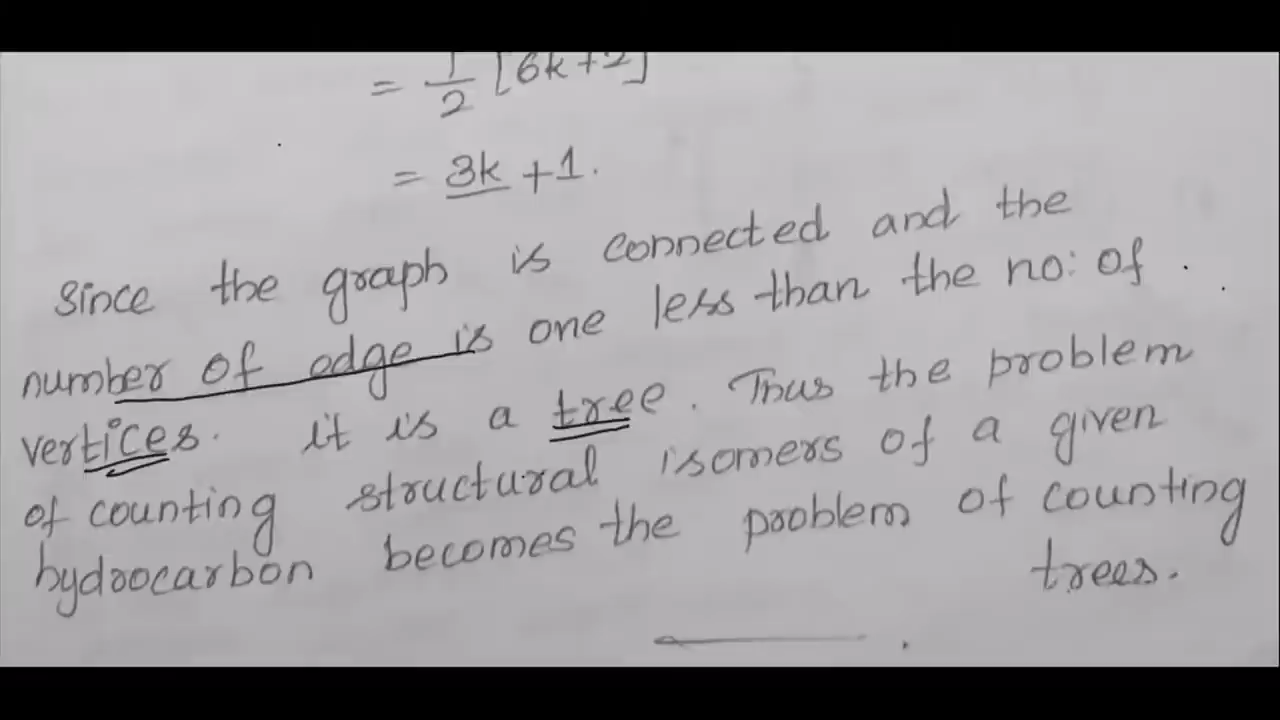 = 1/2 [6k+2]
= 3k +1.
Since the graph is connected and the
number of edge is one less than the no: of
vertices. it is a tree. Thus the problem
of counting structural isomers of a given
hydrocarbon becomes the problem of counting
trees.